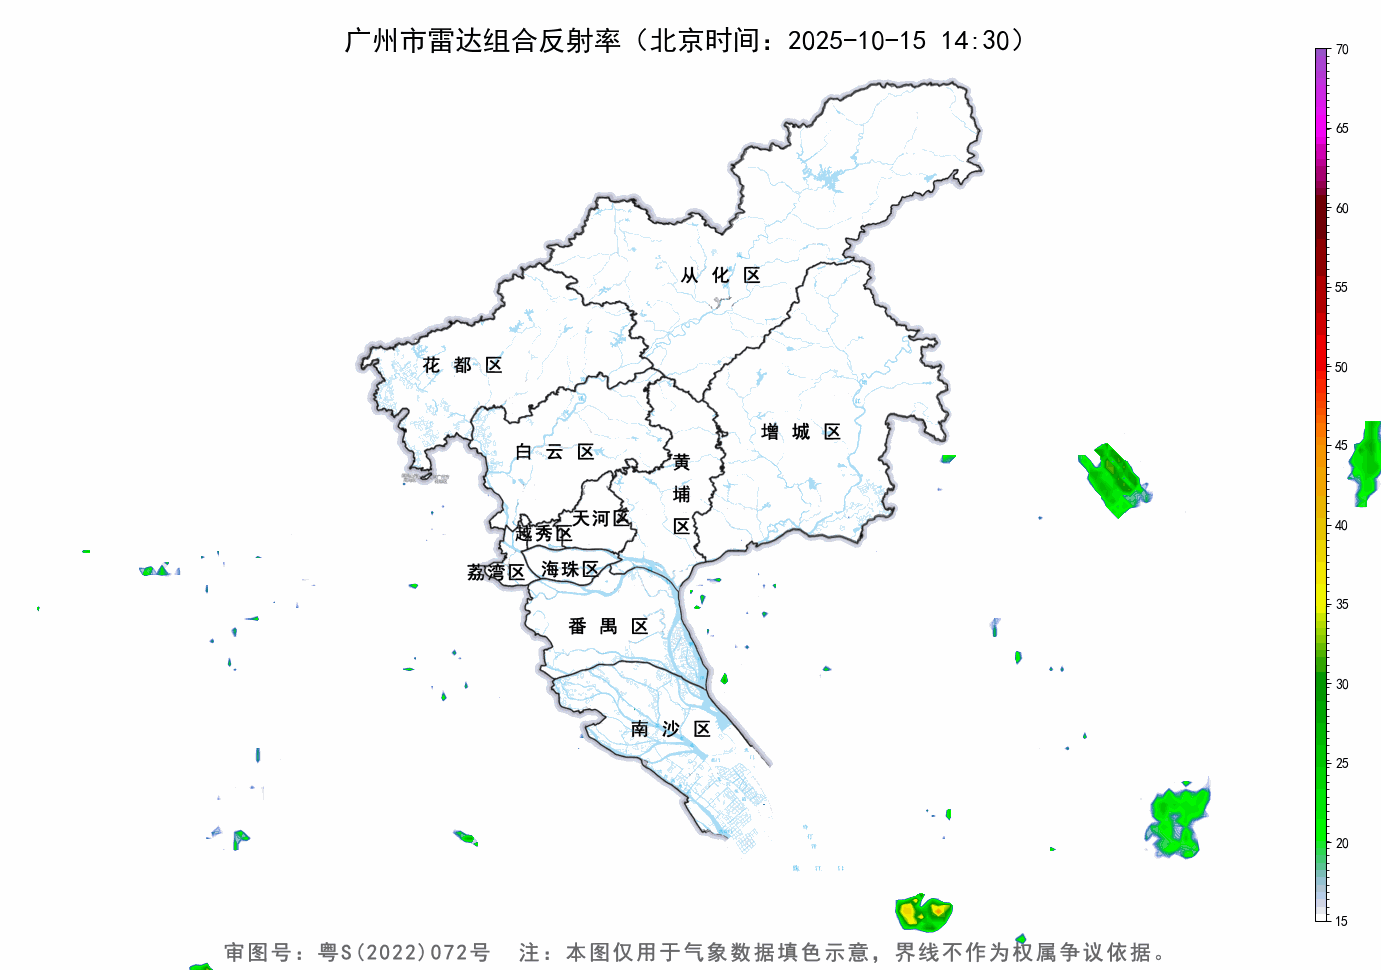 广州市雷达组合反射率（北京时间：2025-10-15 14:30）
70
65
60
55
50
45
40
35
30
25
20
15
从化区
花都区
增城区
白云区
黄埔区
天河区
越秀区
荔湾区
海珠区
番禺区
南沙区
审图号：粤S(2022)072号 注：本图仅用于气象数据填色示意，界线不作为权属争议依据。